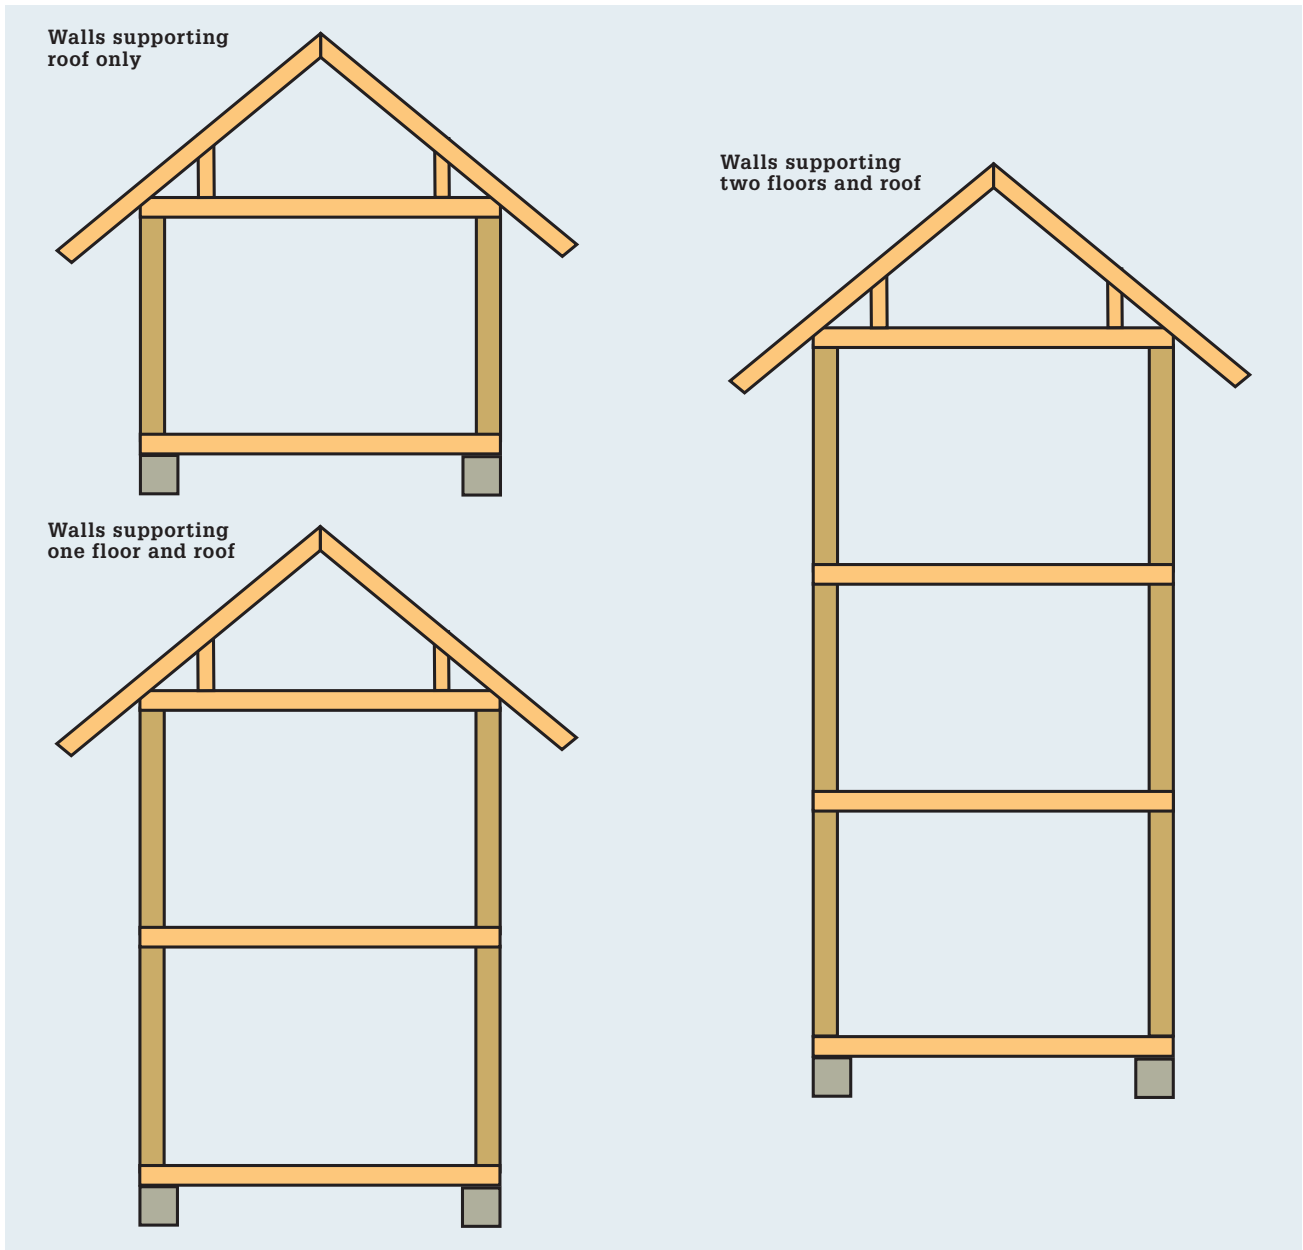 Walls supporting
roof only
Walls supporting
two floors and roof
Walls supporting
one floor and roof